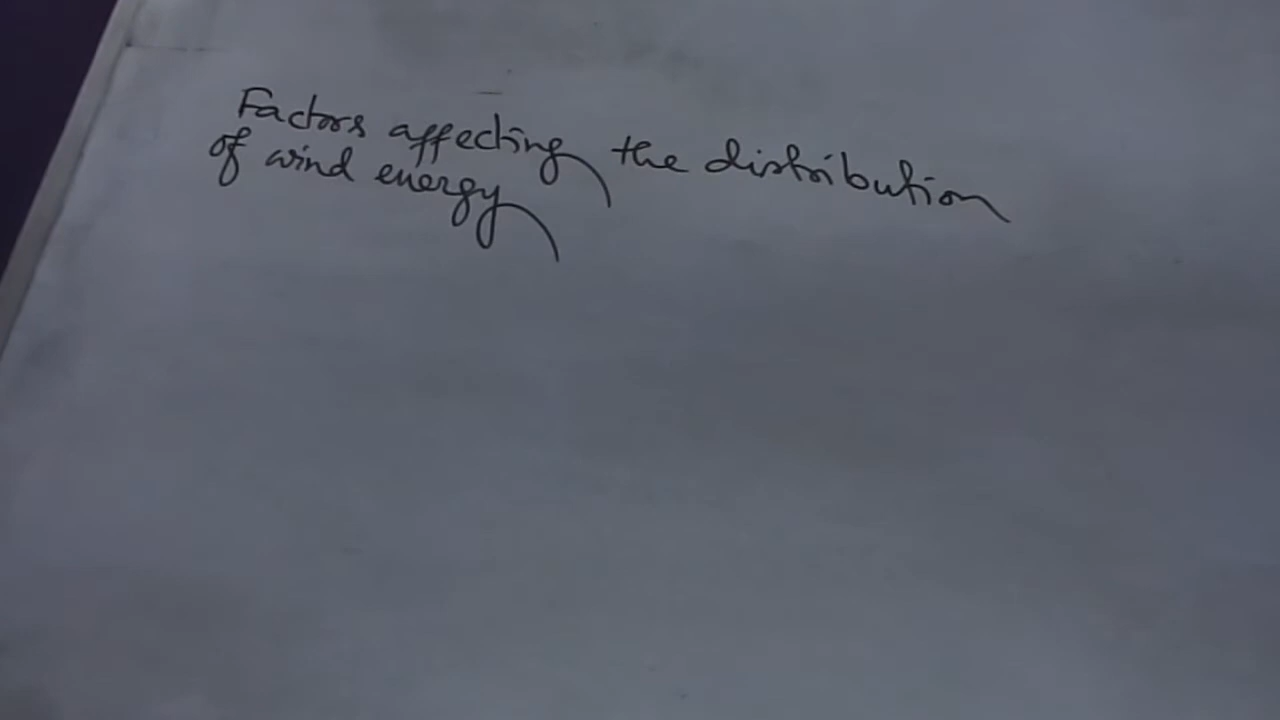 Factors affecting the distribution
of wind energy